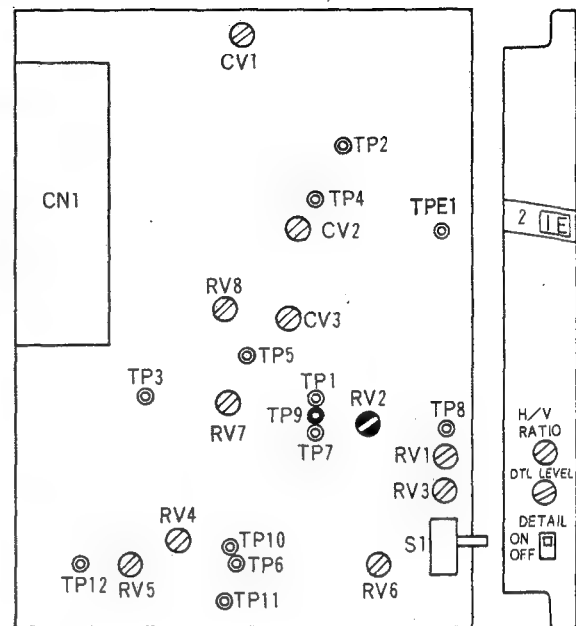 CV1
TP2
CN1
TP4
TPE1
2 IE
CV2
RV8
CV3
TP5
TP3
TP1
RV2
TP9
TP8
H/V
RATIO
RV7
TP7
RV1
DTL LEVEL
RV3
DETAIL
RV4
ON
S1
OFF
TP10
TP6
TP12
RV5
RV6
TP11